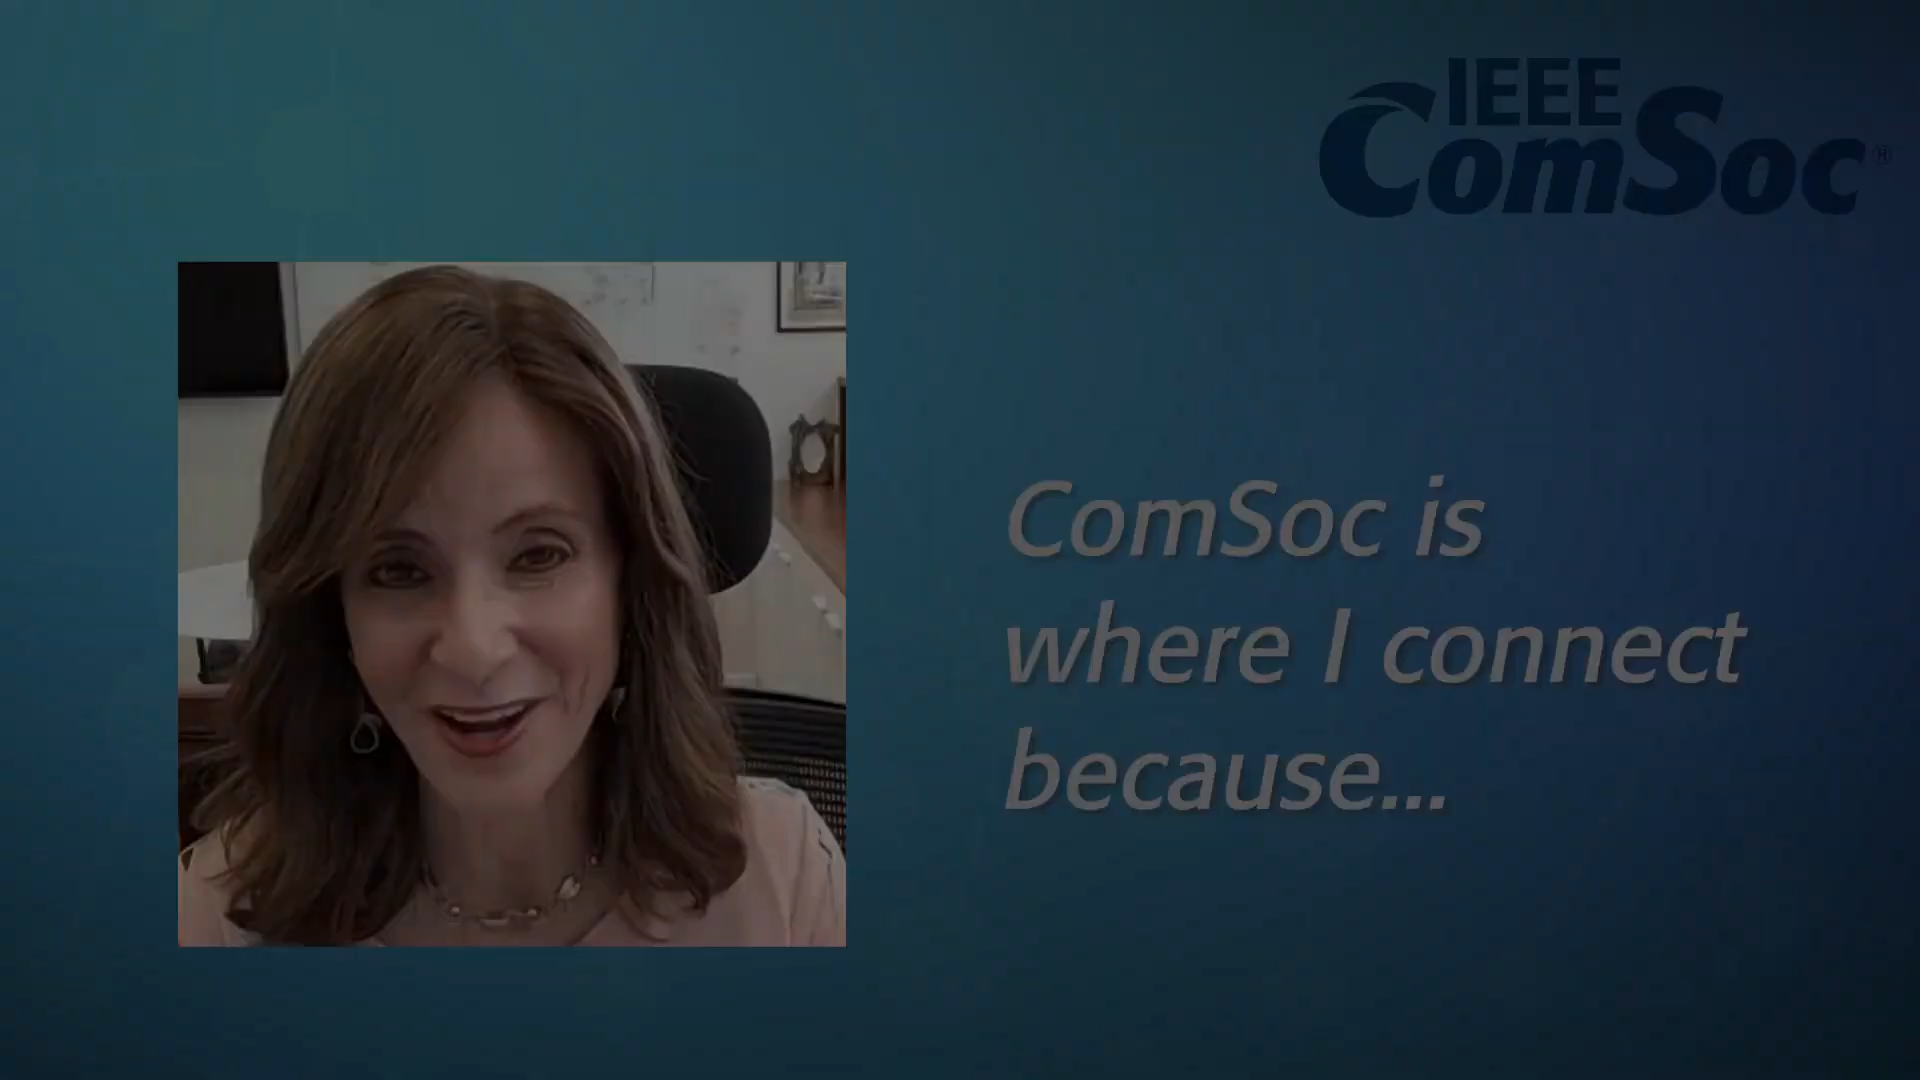 IEEE
ComSoc®
ComSoc is
where I connect
because...